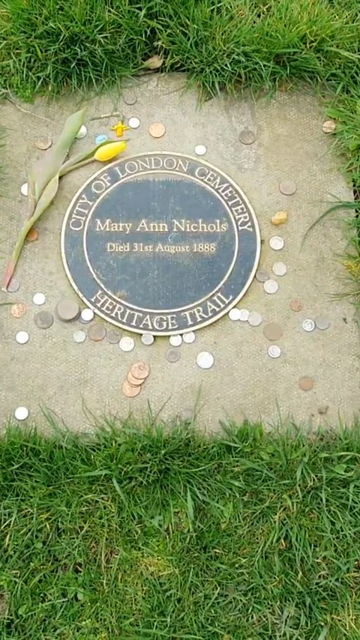 CITY OF LONDON CEMETERY
Mary Ann Nichols
Died 31st August 1888
HERITAGE TRAIL